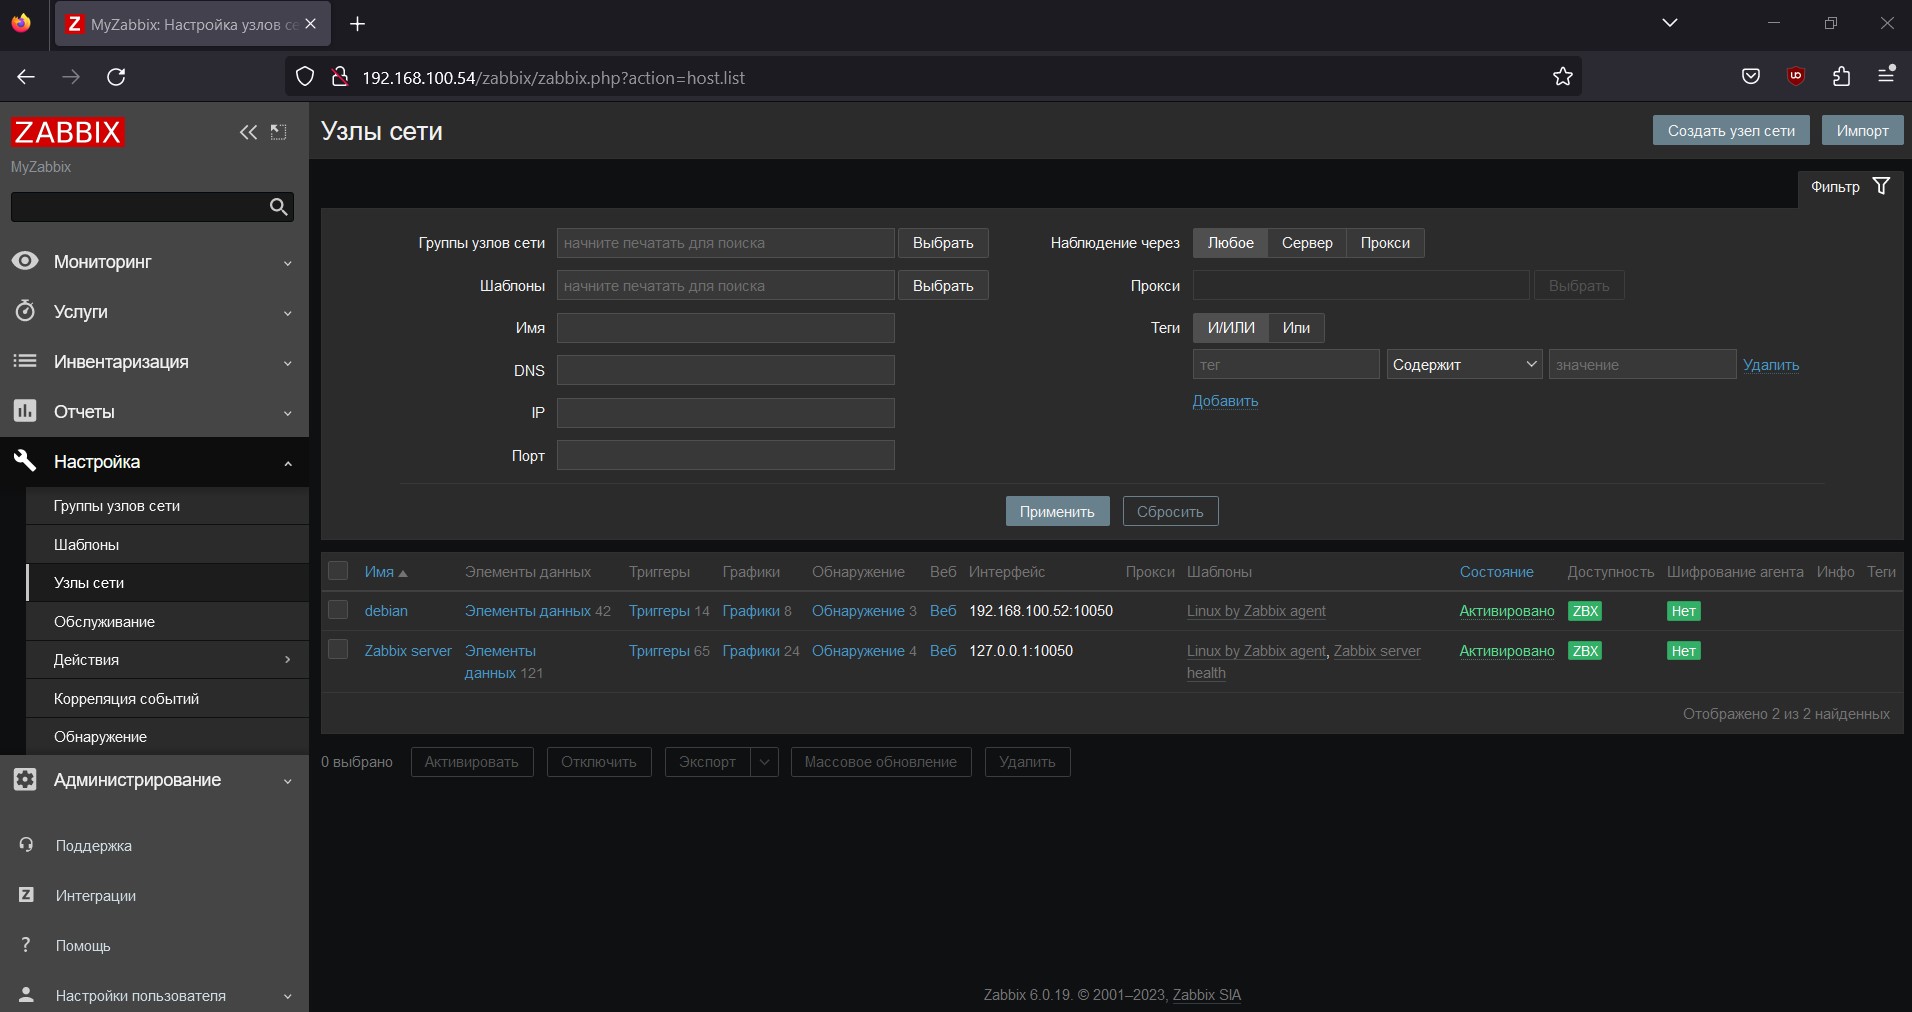 MyZabbix: Настройка узлов се
192.168.100.54/zabbix/zabbix.php?action=host.list
ZABBIX
MyZabbix
Мониторинг
Услуги
Инвентаризация
Отчеты
Настройка
Группы узлов сети
Шаблоны
Узлы сети
Обслуживание
Действия
Корреляция событий
Обнаружение
Администрирование
Поддержка
Z Интеграции
? Помощь
Настройки пользователя
Узлы сети
Создать узел сети Импорт
Фильтр
Группы узлов сети начните печатать для поиска Выбрать
Шаблоны начните печатать для поиска Выбрать
Имя
DNS
IP
Порт
Наблюдение через Любое Сервер Прокси
Прокси Выбрать
Теги И/ИЛИ Или
тег Содержит значение Удалить
Добавить
Применить Сбросить
Имя Элементы данных Триггеры Графики Обнаружение Веб Интерфейс Прокси Шаблоны Состояние Доступность Шифрование агента Инфо Теги
debian Элементы данных 42 Триггеры 14 Графики 8 Обнаружение 3 Веб 192.168.100.52:10050 Linux by Zabbix agent Активировано ZBX Нет
Zabbix server Элементы Триггеры 65 Графики 24 Обнаружение 4 Веб 127.0.0.1:10050 Linux by Zabbix agent, Zabbix server Активировано ZBX Нет
данных 121 health
Отображено 2 из 2 найденных
0 выбрано Активировать Отключить Экспорт Массовое обновление Удалить
Zabbix 6.0.19. © 2001–2023, Zabbix SIA